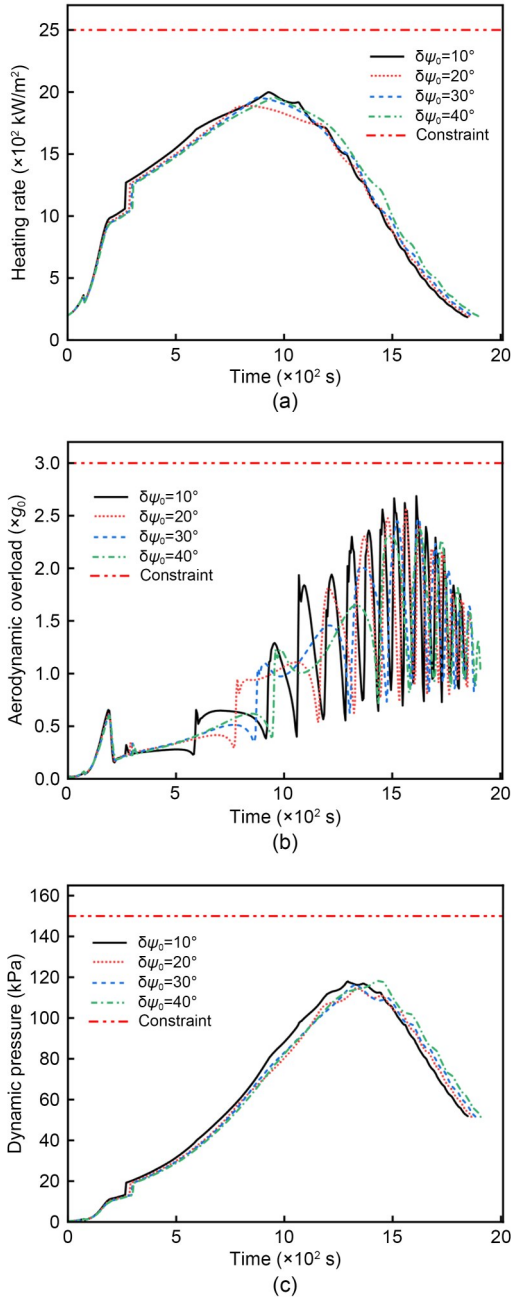 25
20
15
10
5
0
Heating rate (×10² kW/m²)
δψ₀=10°
δψ₀=20°
δψ₀=30°
δψ₀=40°
Constraint
0 5 10 15 20
Time (×10² s)
(a)
3.0
2.5
2.0
1.5
1.0
0.5
0.0
Aerodynamic overload (×g₀)
δψ₀=10°
δψ₀=20°
δψ₀=30°
δψ₀=40°
Constraint
0 5 10 15 20
Time (×10² s)
(b)
160
140
120
100
80
60
40
20
0
Dynamic pressure (kPa)
δψ₀=10°
δψ₀=20°
δψ₀=30°
δψ₀=40°
Constraint
0 5 10 15 20
Time (×10² s)
(c)